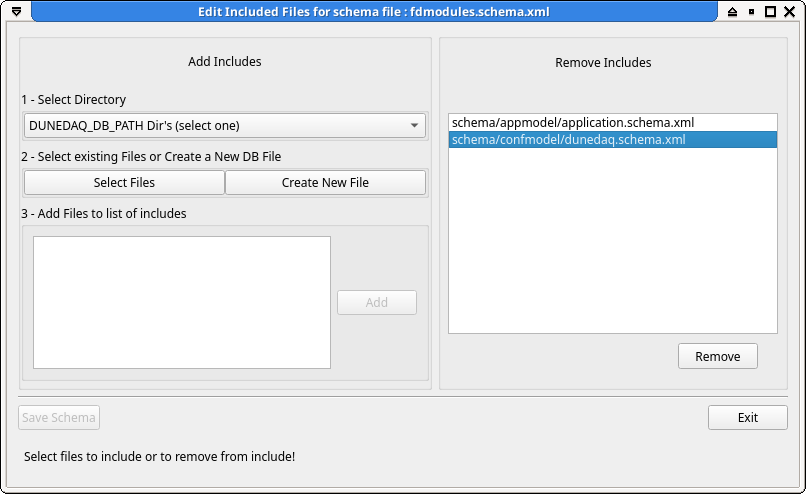 Edit Included Files for schema file : fdmodules.schema.xml
Add Includes
1 - Select Directory
DUNEDAQ_DB_PATH Dir's (select one)
2 - Select existing Files or Create a New DB File
Select Files
Create New File
3 - Add Files to list of includes
Add
Remove Includes
schema/appmodel/application.schema.xml
schema/confmodel/dunedaq.schema.xml
Remove
Save Schema
Exit
Select files to include or to remove from include!